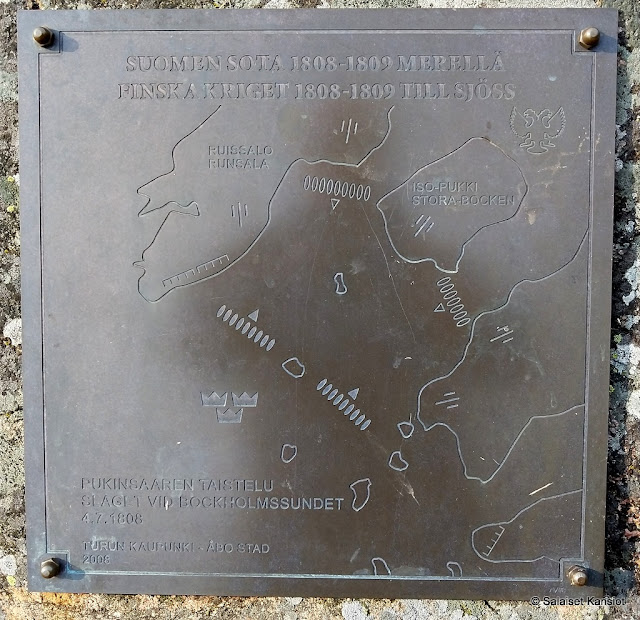 SUOMEN SOTA 1808-1809 MERELLÄ
FINSKA KRIGET 1808-1809 TILL SJÖSS
RUISSALO
RUNSALA
ISO-PUKKI
STORA-BOCKEN
PUKINSAAREN TAISTELU
SLAGET VID BOCKHOLMSSUNDET
4.7.1808
TURUN KAUPUNKI - ÅBO STAD
2008
© Salaiset Kansiot